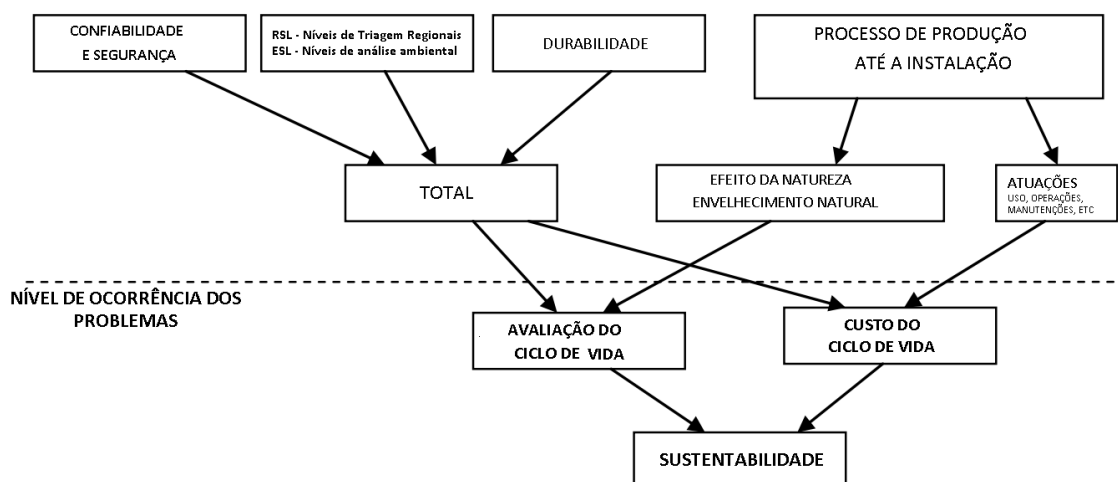 CONFIABILIDADE
E SEGURANÇA
RSL - Níveis de Triagem Regionais
ESL - Níveis de análise ambiental
DURABILIDADE
PROCESSO DE PRODUÇÃO
ATÉ A INSTALAÇÃO
TOTAL
EFEITO DA NATUREZA
ENVELHECIMENTO NATURAL
ATUAÇÕES
USO, OPERAÇÕES,
MANUTENÇÕES, ETC
NÍVEL DE OCORRÊNCIA DOS
PROBLEMAS
AVALIAÇÃO DO
CICLO DE VIDA
CUSTO DO
CICLO DE VIDA
SUSTENTABILIDADE